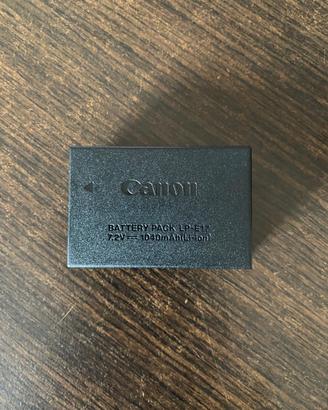 Canon
BATTERY PACK LP-E17
7.2V⎓1040mAh(Li-ion)